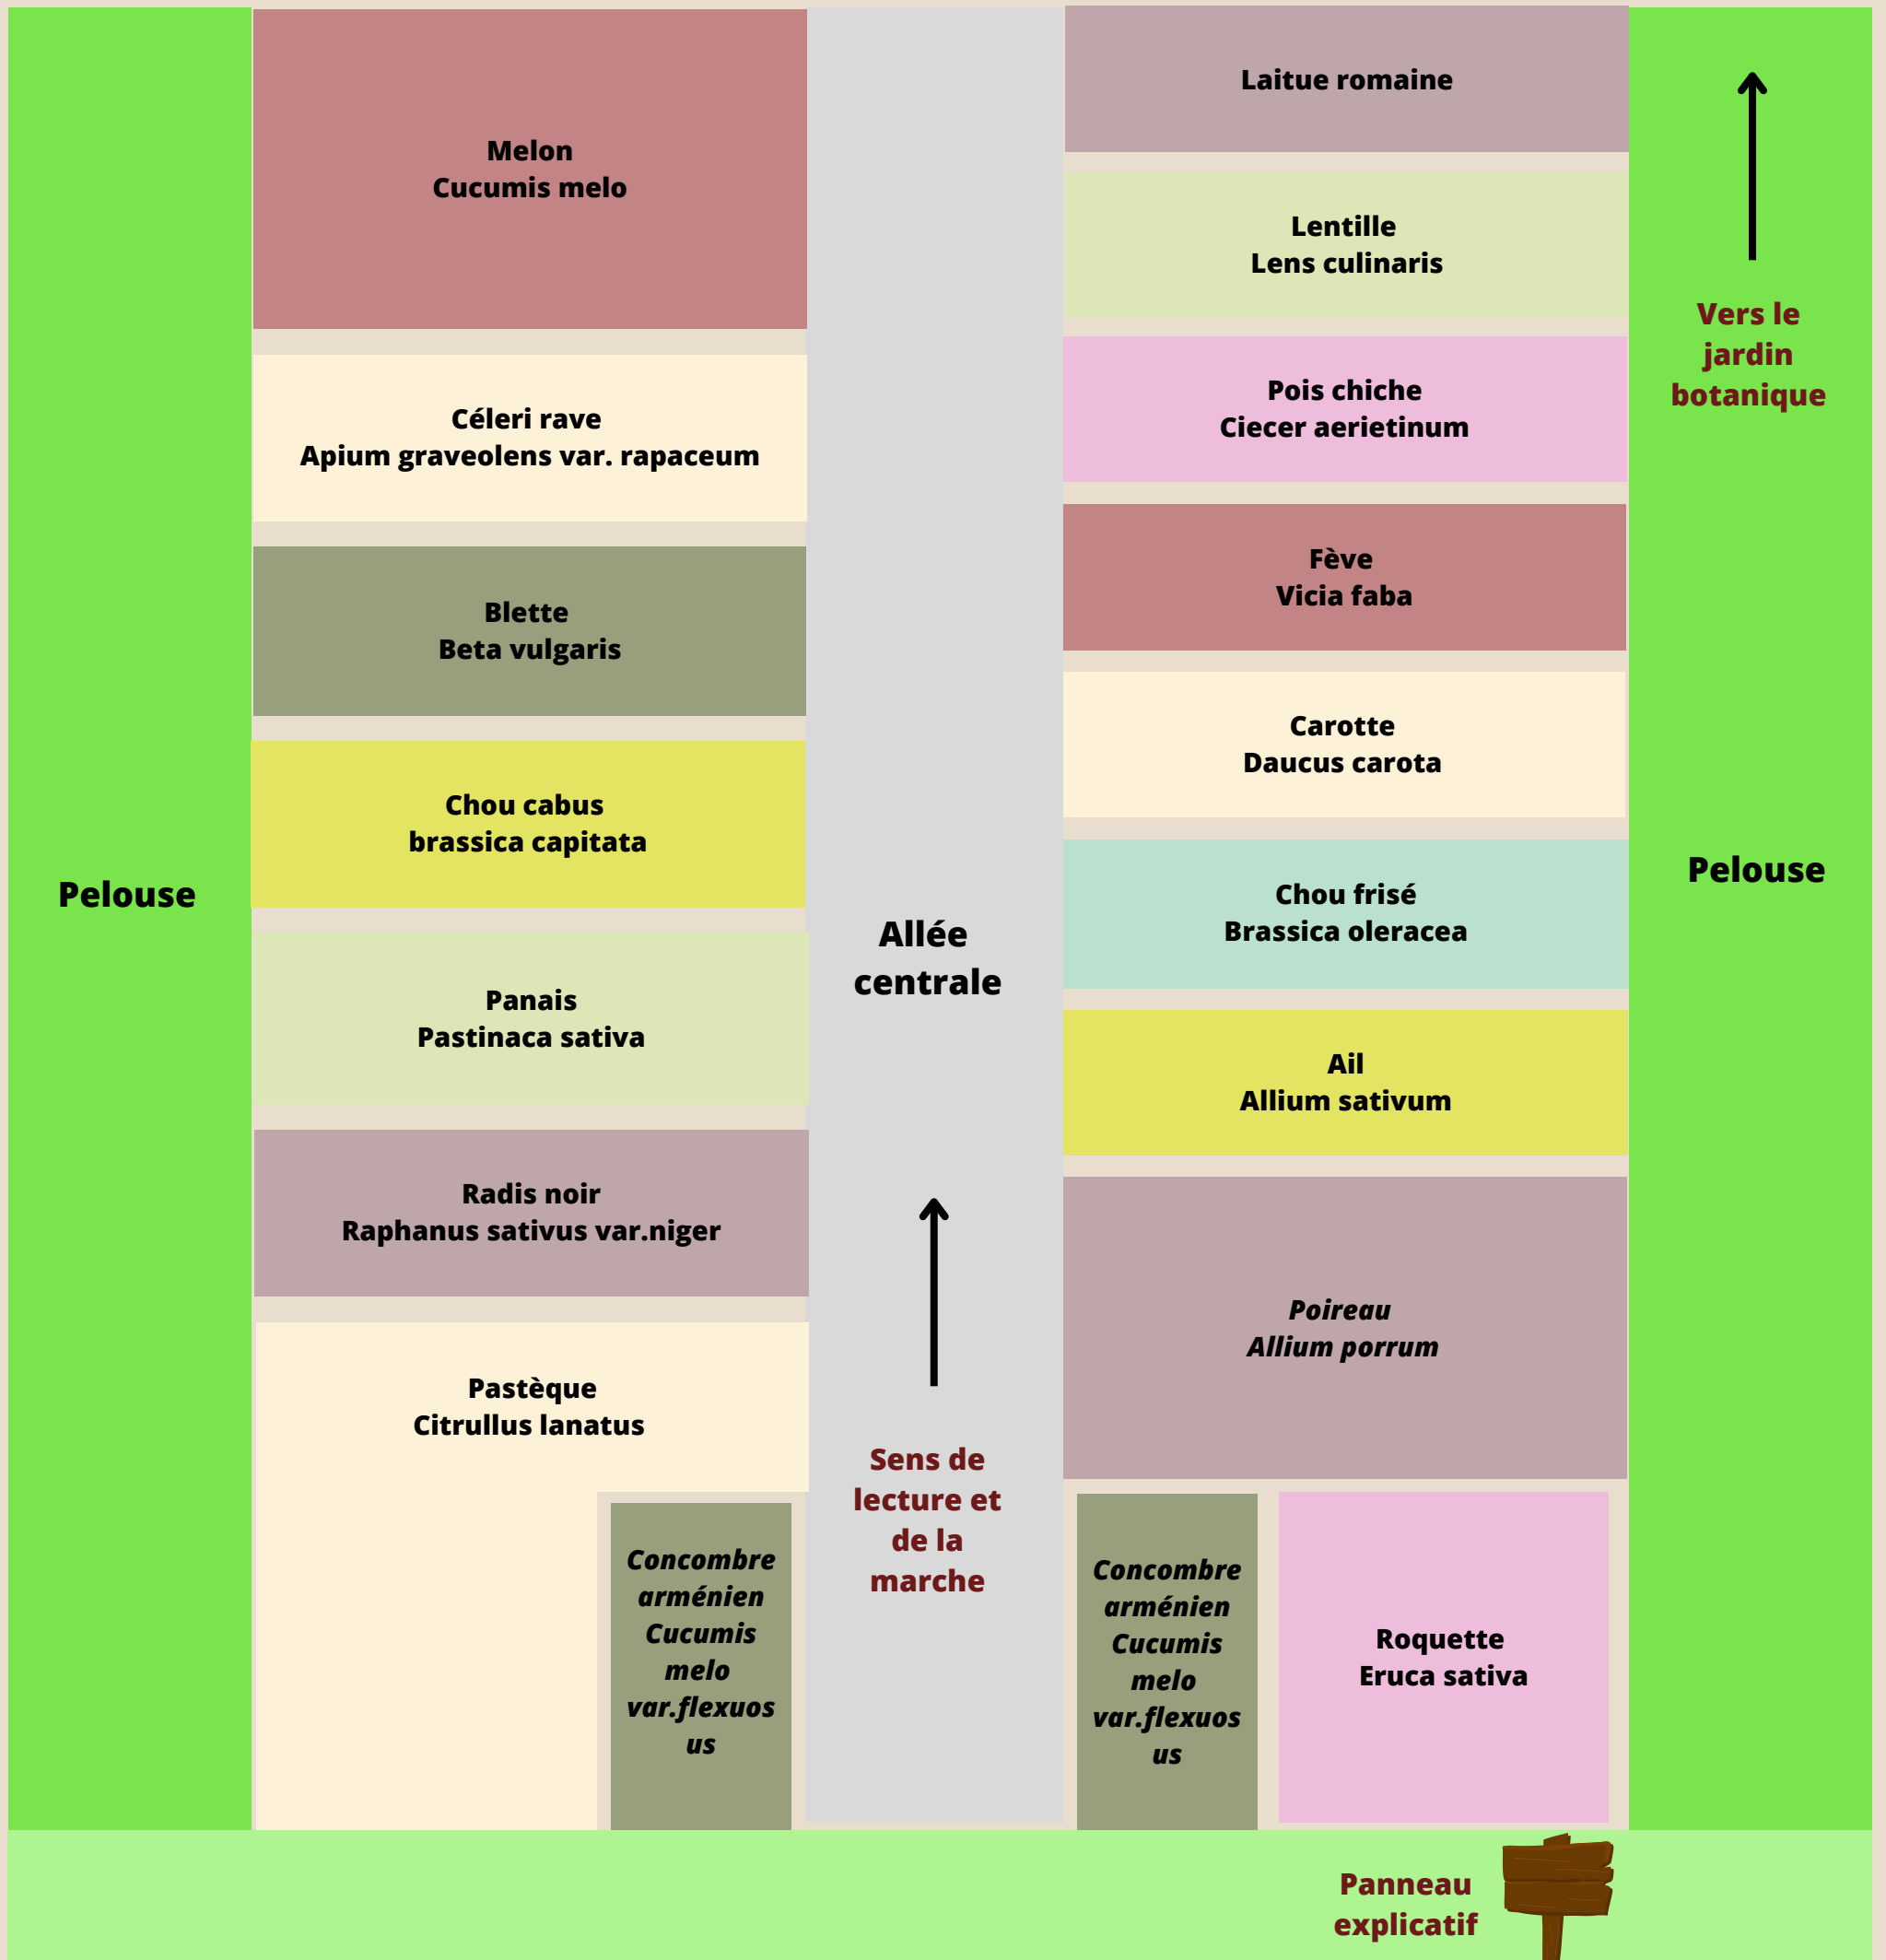 Melon
Cucumis melo
Céleri rave
Apium graveolens var. rapaceum
Blette
Beta vulgaris
Chou cabus
brassica capitata
Panais
Pastinaca sativa
Radis noir
Raphanus sativus var.niger
Pastèque
Citrullus lanatus
Concombre
arménien
Cucumis
melo
var.flexuos
us
Pelouse
Allée
centrale
Sens de
lecture et
de la
marche
Laitue romaine
Lentille
Lens culinaris
Pois chiche
Ciecer aerietinum
Fève
Vicia faba
Carotte
Daucus carota
Chou frisé
Brassica oleracea
Ail
Allium sativum
Poireau
Allium porrum
Concombre
arménien
Cucumis
melo
var.flexuos
us
Roquette
Eruca sativa
Vers le
jardin
botanique
Pelouse
Panneau
explicatif